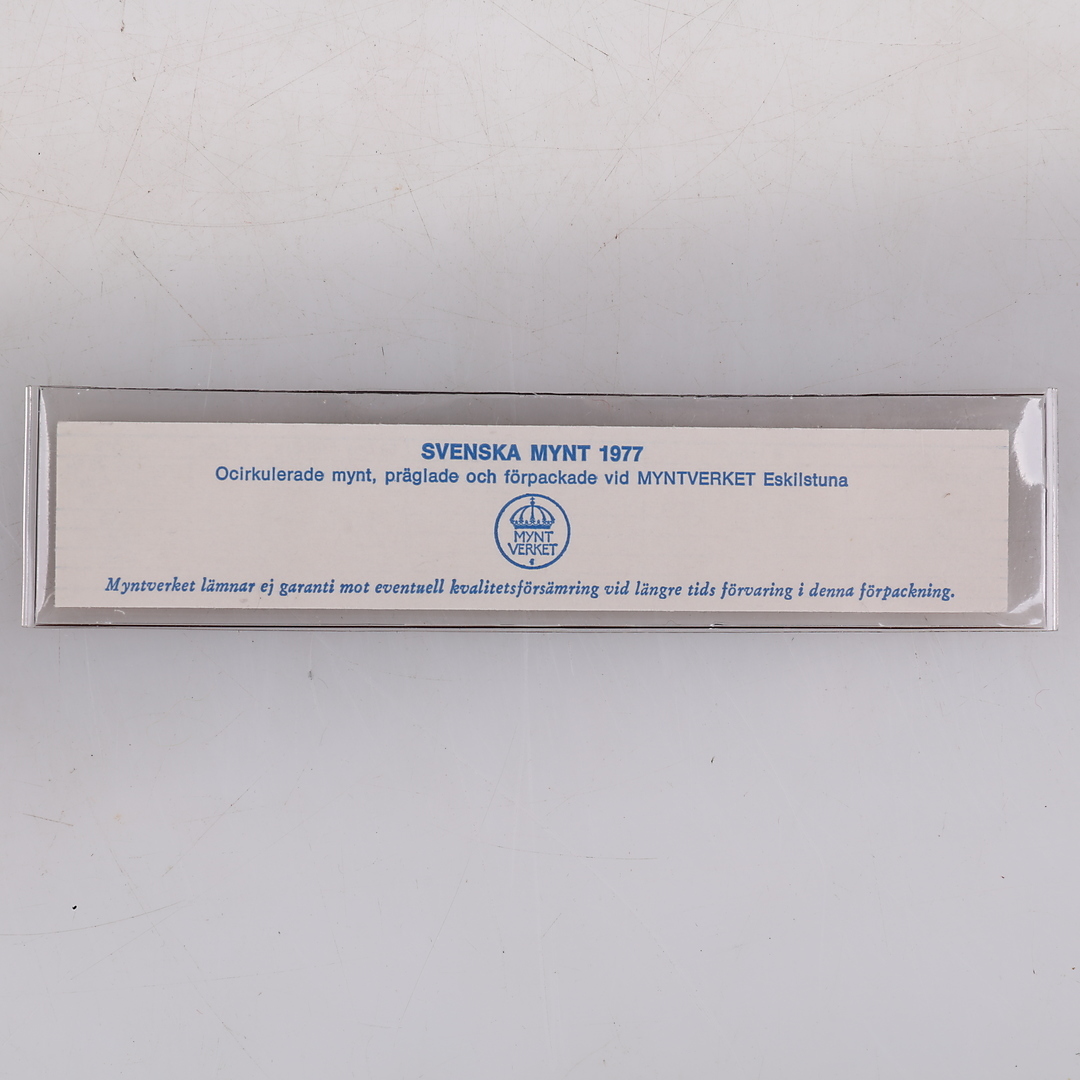 SVENSKA MYNT 1977
Ocirkulerade mynt, präglade och förpackade vid MYNTVERKET Eskilstuna
MYNT
VERKET
Myntverket lämnar ej garanti mot eventuell kvalitetsförsämring vid längre tids förvaring i denna förpackning.